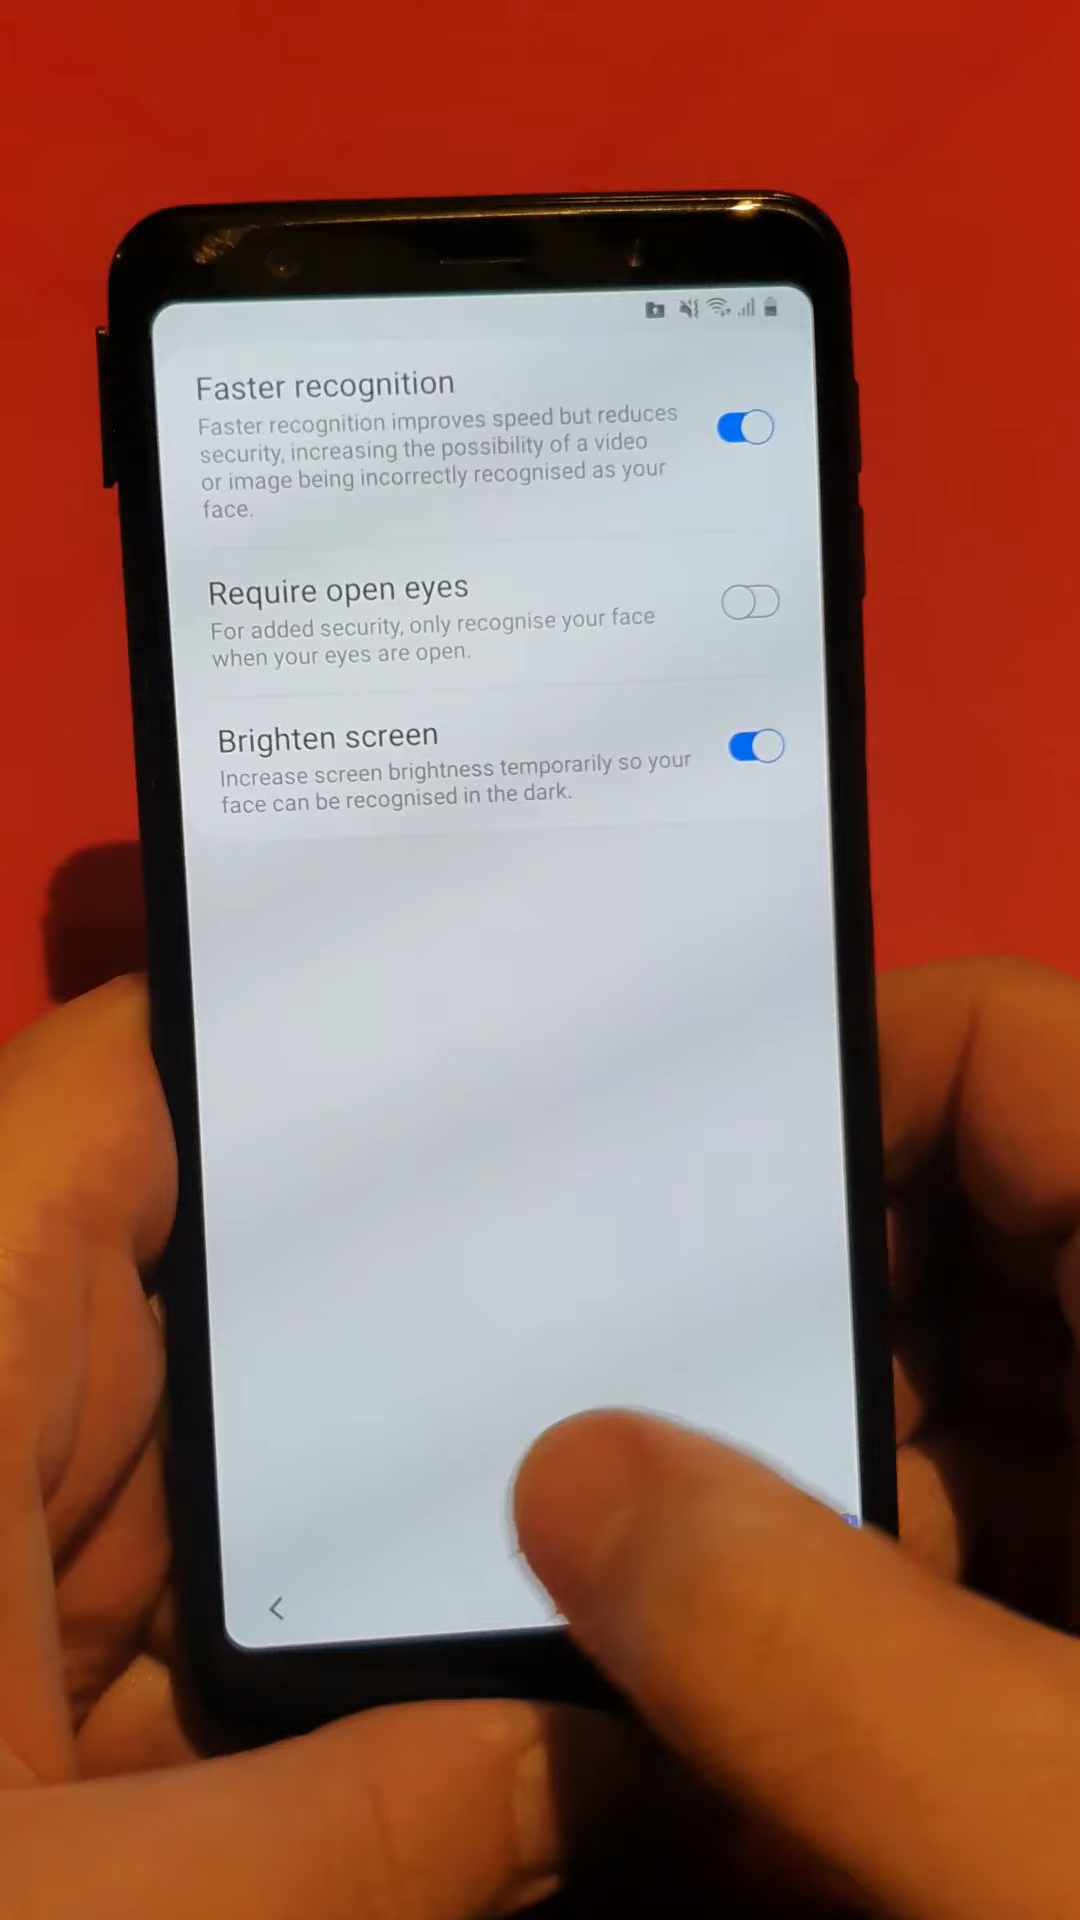 Faster recognition
Faster recognition improves speed but reduces
security, increasing the possibility of a video
or image being incorrectly recognised as your
face.
Require open eyes
For added security, only recognise your face
when your eyes are open.
Brighten screen
Increase screen brightness temporarily so your
face can be recognised in the dark.